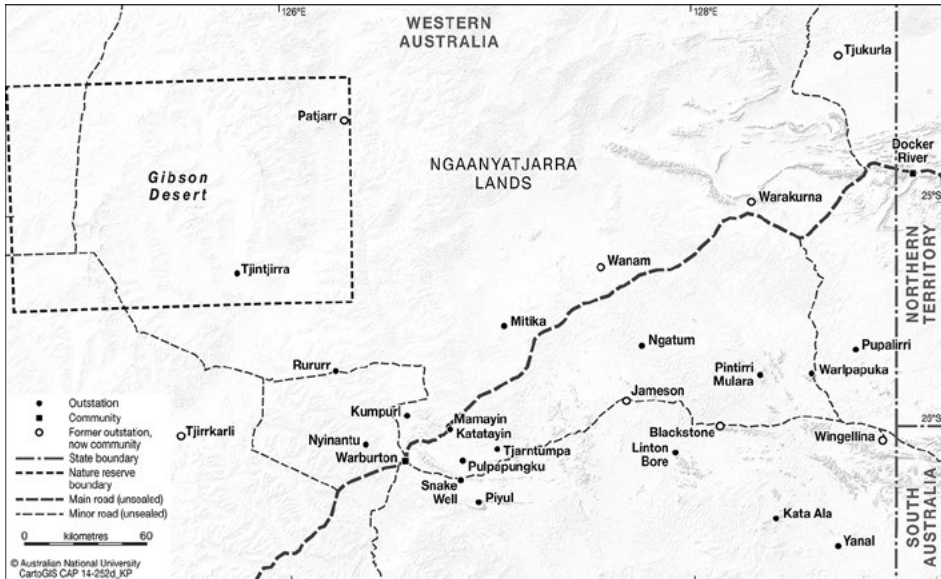 126°E
128°E
WESTERN
AUSTRALIA
Tjukurla
Patjarr
Docker
River
NGAANYATJARRA
LANDS
Gibson
Desert
25°S
Warakurna
NORTHERN
TERRITORY
Wanam
Tjintjirra
Mitika
Ngatum
Pupalirri
Pintirri
Mulara
Warlpapuka
Rururr
Jameson
Kumpurl
Mamayin
Katatayin
Blackstone
26°S
Tjirrkarli
Nyinantu
Wingellina
Warburton
Tjarntumpa
Linton
Bore
Pulpapungku
Snake
Well
Piyul
Kata Ala
Yanal
SOUTH
AUSTRALIA
Outstation
Community
Former outstation,
now community
State boundary
Nature reserve
boundary
Main road (unsealed)
Minor road (unsealed)
kilometres
0 60
© Australian National University
CartoGIS CAP 14-252d_KP